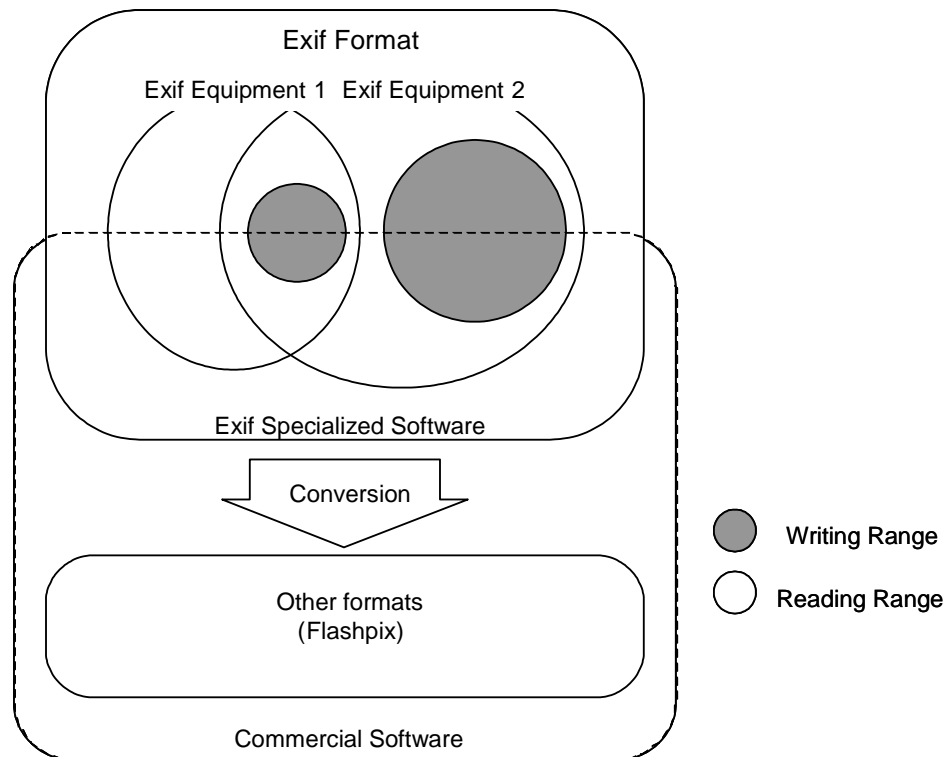 Exif Format
Exif Equipment 1
Exif Equipment 2
Exif Specialized Software
Conversion
Writing Range
Reading Range
Other formats
(Flashpix)
Commercial Software